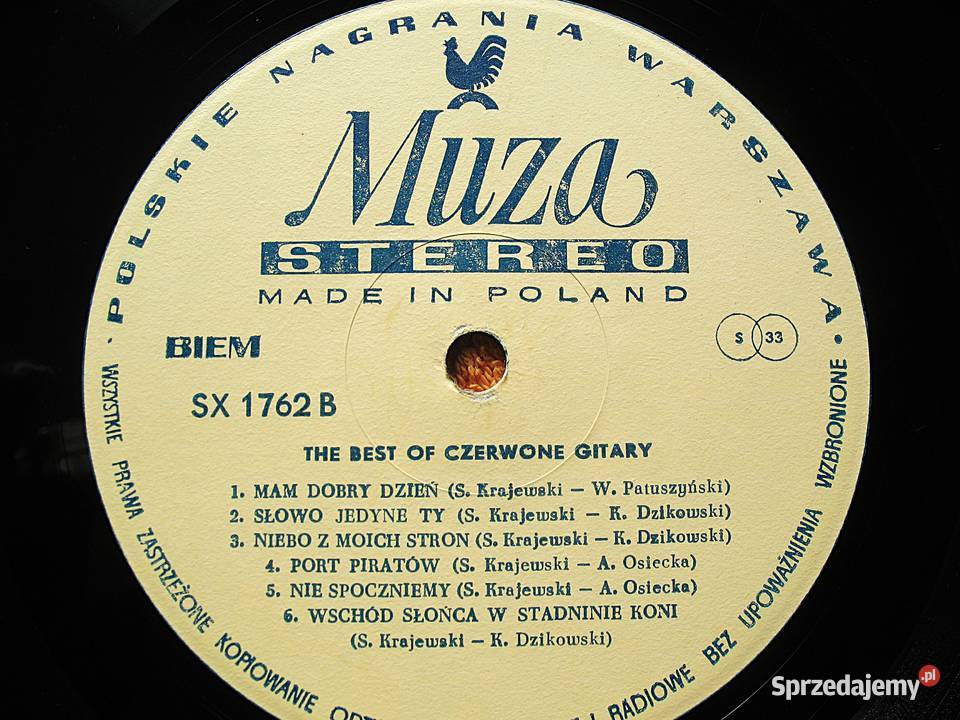 POLSKIE NAGRANIA WARSZAWA
Muza
STEREO
MADE IN POLAND
BIEM
S 33
SX 1762 B
THE BEST OF CZERWONE GITARY
1. MAM DOBRY DZIEŃ (S. Krajewski – W. Patuszyński)
2. SŁOWO JEDYNE TY (S. Krajewski – K. Dzikowski)
3. NIEBO Z MOICH STRON (S. Krajewski – K. Dzikowski)
4. PORT PIRATÓW (S. Krajewski – A. Osiecka)
5. NIE SPOCZNIEMY (S. Krajewski – A. Osiecka)
6. WSCHÓD SŁOŃCA W STADNINIE KONI
(S. Krajewski – K. Dzikowski)
WSZYSTKIE PRAWA ZASTRZEŻONE KOPIOWANIE I RADIOWE BEZ UPOWAŻNIENIA WZBRONIONE
Sprzedajemy.pl